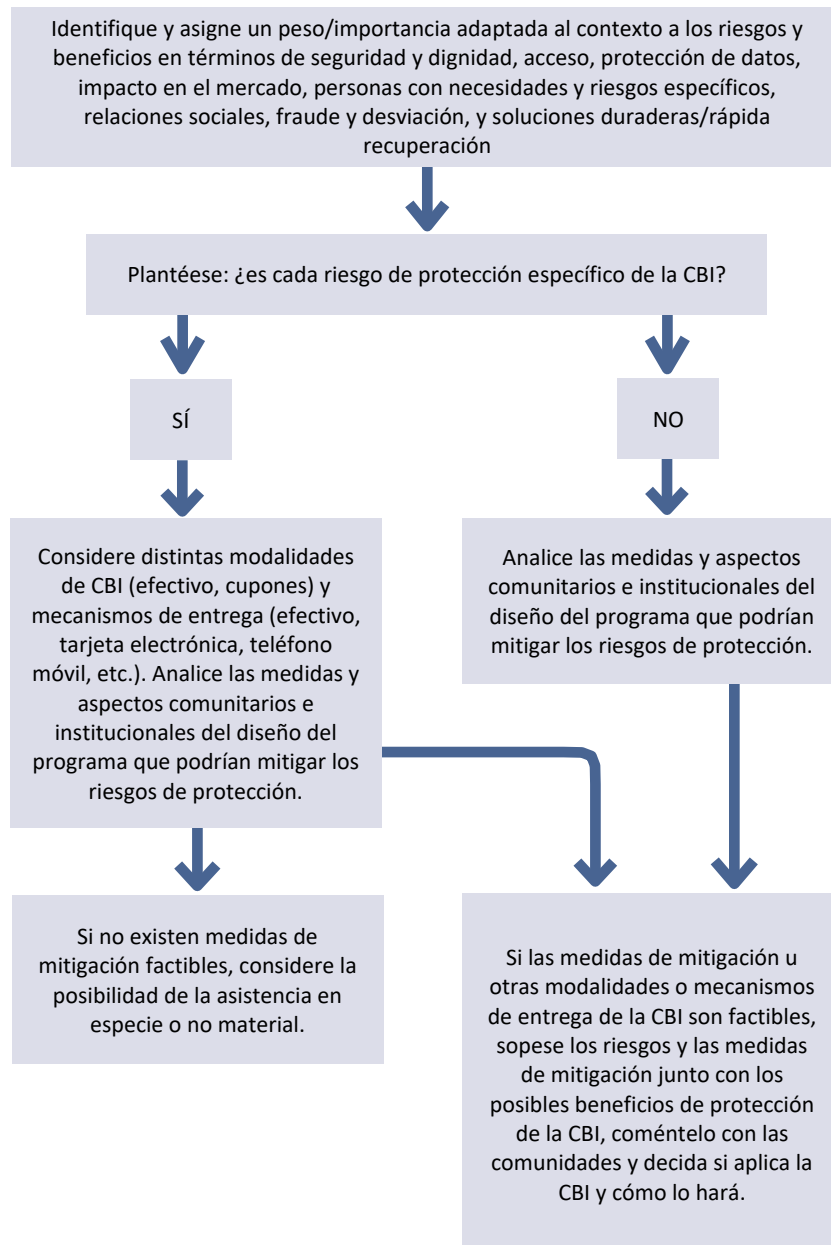 Identifique y asigne un peso/importancia adaptada al contexto a los riesgos y
beneficios en términos de seguridad y dignidad, acceso, protección de datos,
impacto en el mercado, personas con necesidades y riesgos específicos,
relaciones sociales, fraude y desviación, y soluciones duraderas/rápida
recuperación
Plantéese: ¿es cada riesgo de protección específico de la CBI?
SÍ
NO
Considere distintas modalidades
de CBI (efectivo, cupones) y
mecanismos de entrega (efectivo,
tarjeta electrónica, teléfono
móvil, etc.). Analice las medidas y
aspectos comunitarios e
institucionales del diseño del
programa que podrían mitigar los
riesgos de protección.
Analice las medidas y aspectos
comunitarios e institucionales del
diseño del programa que podrían
mitigar los riesgos de protección.
Si no existen medidas de
mitigación factibles, considere la
posibilidad de la asistencia en
especie o no material.
Si las medidas de mitigación u
otras modalidades o mecanismos
de entrega de la CBI son factibles,
sopese los riesgos y las medidas
de mitigación junto con los
posibles beneficios de protección
de la CBI, coméntelo con las
comunidades y decida si aplica la
CBI y cómo lo hará.